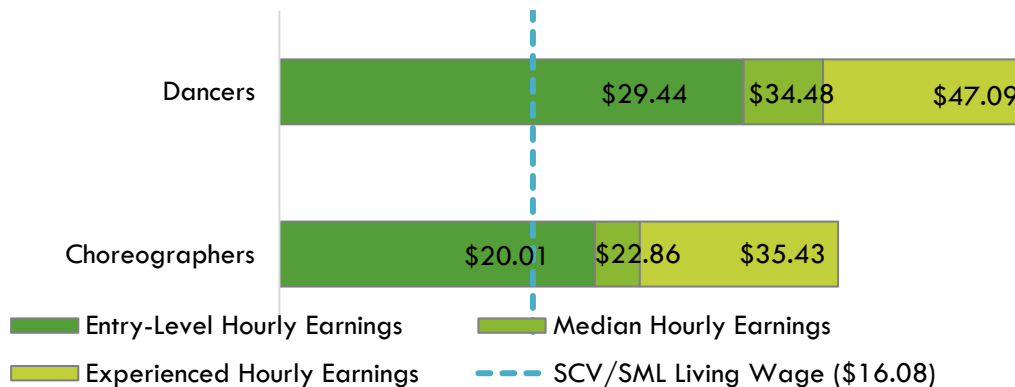 Dancers
$29.44
$34.48
$47.09
Choreographers
$20.01
$22.86
$35.43
Entry-Level Hourly Earnings
Median Hourly Earnings
Experienced Hourly Earnings
SCV/SML Living Wage ($16.08)